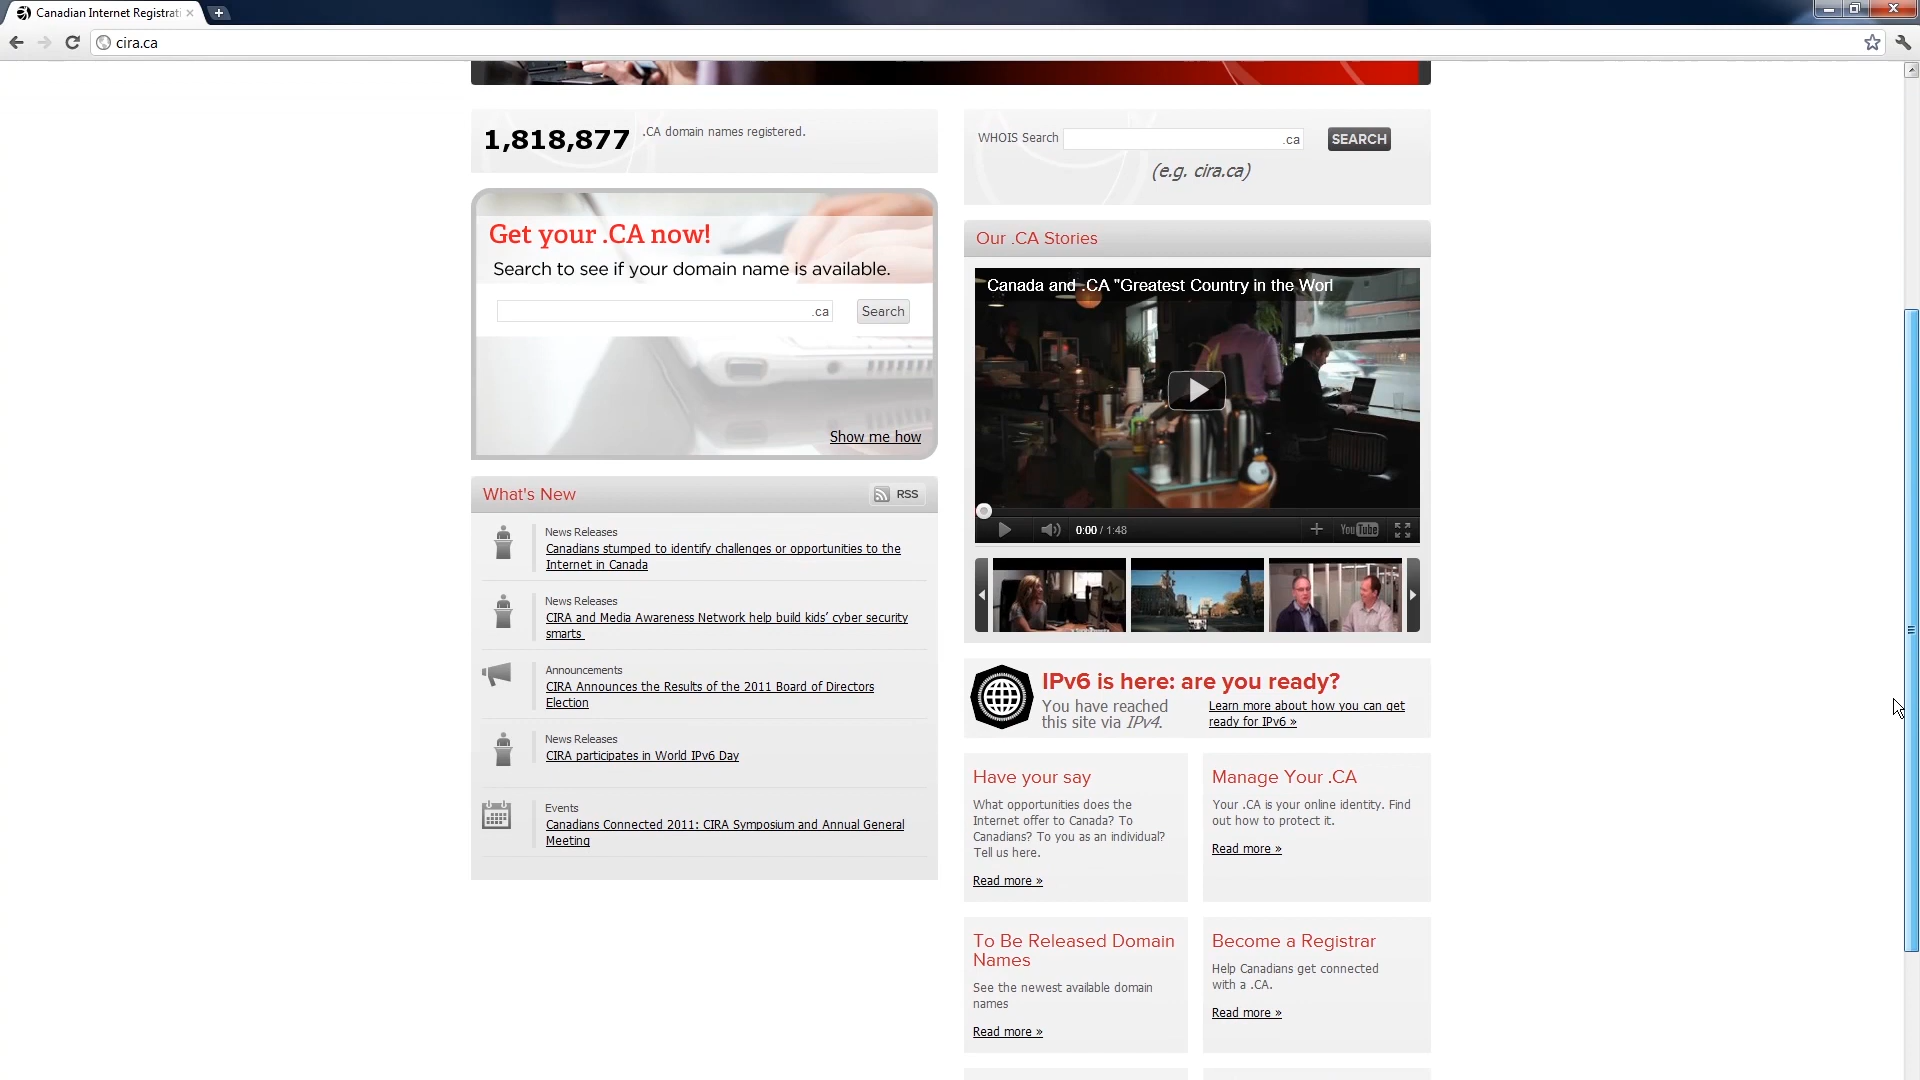 Canadian Internet Registrati
cira.ca
1,818,877 .CA domain names registered.
Get your .CA now!
Search to see if your domain name is available.
.ca Search
Show me how
What's New RSS
News Releases
Canadians stumped to identify challenges or opportunities to the
Internet in Canada
News Releases
CIRA and Media Awareness Network help build kids' cyber security
smarts
Announcements
CIRA Announces the Results of the 2011 Board of Directors
Election
News Releases
CIRA participates in World IPv6 Day
Events
Canadians Connected 2011: CIRA Symposium and Annual General
Meeting
WHOIS Search .ca SEARCH
(e.g. cira.ca)
Our .CA Stories
Canada and .CA "Greatest Country in the Worl
0:00 / 1:48 YouTube
IPv6 is here: are you ready?
You have reached
this site via IPv4.
Learn more about how you can get
ready for IPv6 »
Have your say
What opportunities does the
Internet offer to Canada? To
Canadians? To you as an individual?
Tell us here.
Read more »
Manage Your .CA
Your .CA is your online identity. Find
out how to protect it.
Read more »
To Be Released Domain
Names
See the newest available domain
names
Read more »
Become a Registrar
Help Canadians get connected
with a .CA.
Read more »